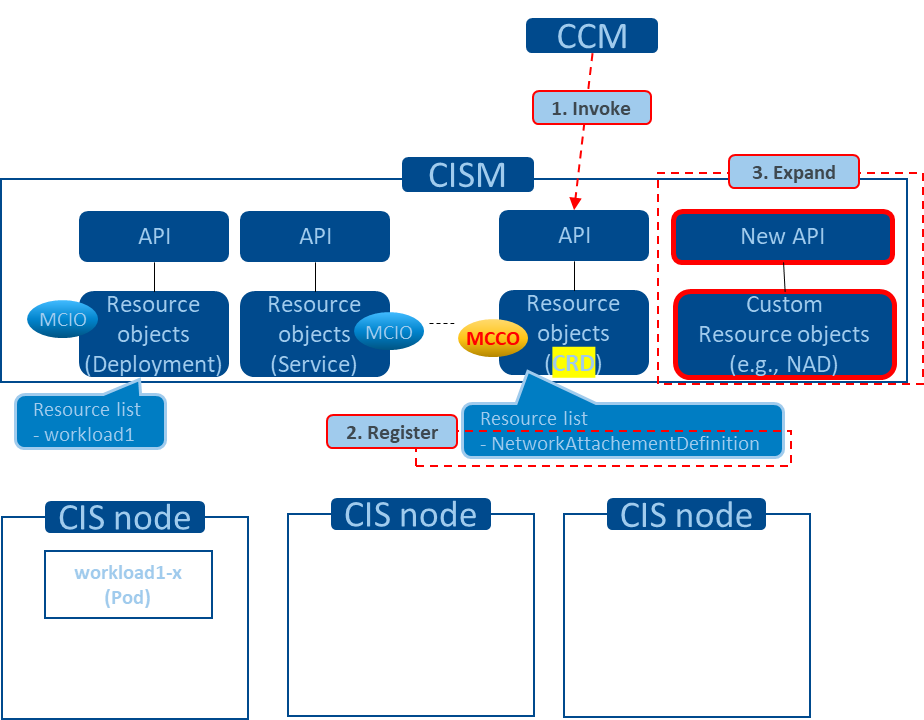 CCM
1. Invoke
CISM
3. Expand
API
API
API
New API
MCIO
Resource
objects
(Deployment)
Resource
objects
(Service)
MCIO
MCCO
Resource
objects
(CRD)
Custom
Resource objects
(e.g., NAD)
Resource list
- workload1
2. Register
Resource list
- NetworkAttachementDefinition
CIS node
CIS node
CIS node
workload1-x
(Pod)